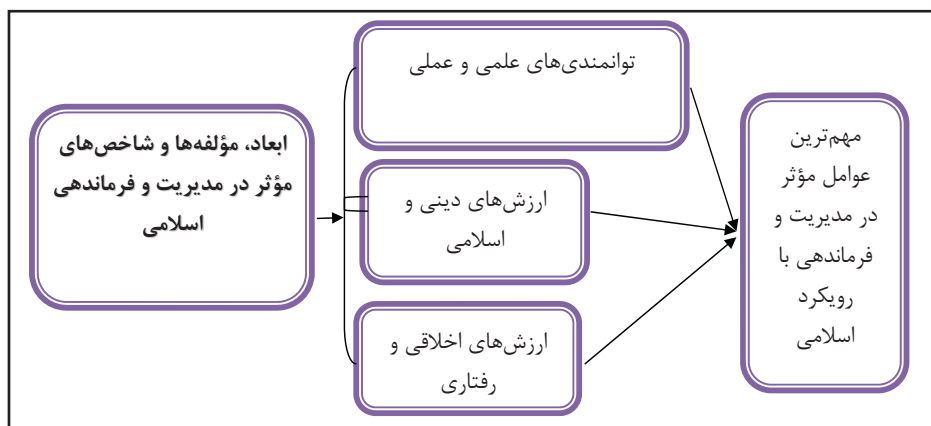 ابعاد، مؤلفه‌ها و شاخص‌های
مؤثر در مدیریت و فرماندهی
اسلامی
توانمندی‌های علمی و عملی
ارزش‌های دینی و
اسلامی
ارزش‌های اخلاقی و
رفتاری
مهم‌ترین
عوامل مؤثر
در مدیریت و
فرماندهی با
رویکرد
اسلامی